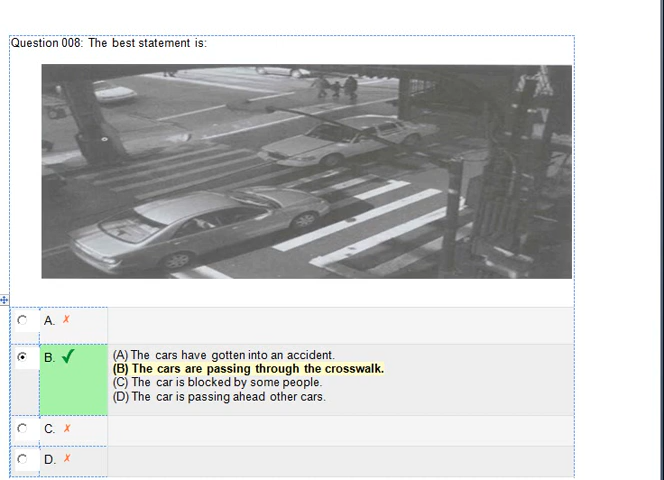 Question 008: The best statement is:
A. ✗
B. ✓
(A) The cars have gotten into an accident.
(B) The cars are passing through the crosswalk.
(C) The car is blocked by some people.
(D) The car is passing ahead other cars.
C. ✗
D. ✗